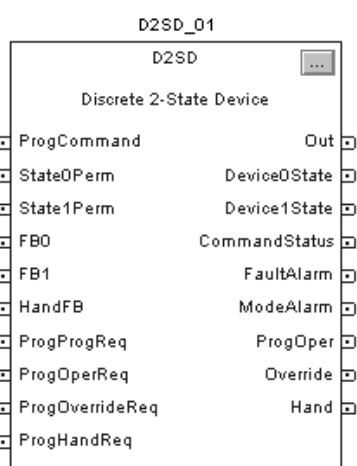 D2SD_01
D2SD
...
Discrete 2-State Device
ProgCommand Out
State0Perm Device0State
State1Perm Device1State
FB0 CommandStatus
FB1 FaultAlarm
HandFB ModeAlarm
ProgProgReq ProgOper
ProgOperReq Override
ProgOverrideReq Hand
ProgHandReq